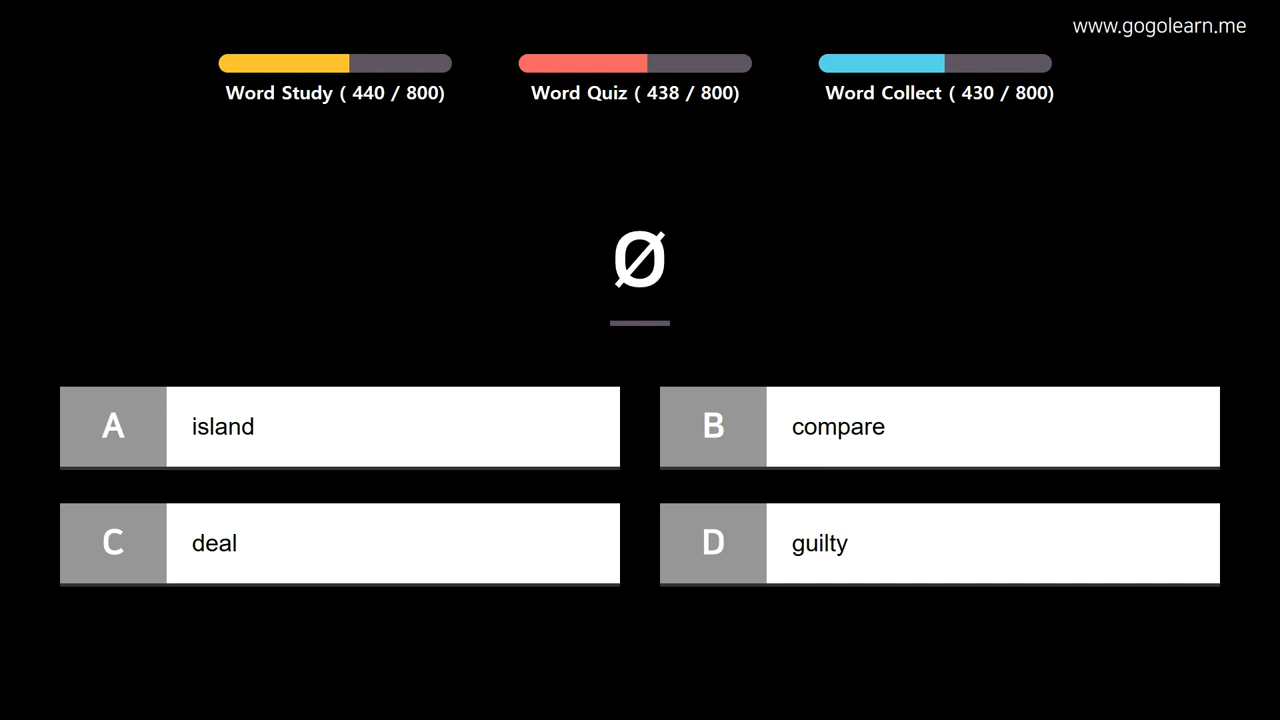 www.gogolearn.me
Word Study ( 440 / 800)
Word Quiz ( 438 / 800)
Word Collect ( 430 / 800)
Ø
A island
B compare
C deal
D guilty